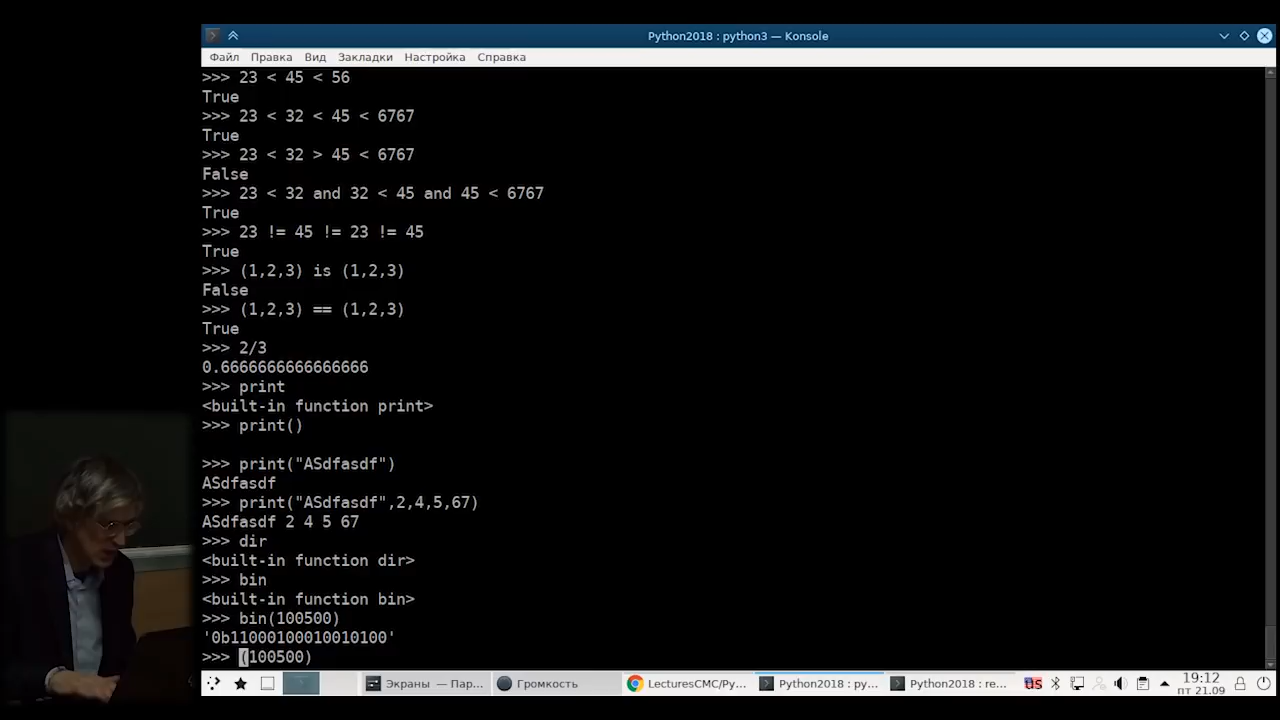 Python2018 : python3 — Konsole
Файл Правка Вид Закладки Настройка Справка
>>> 23 < 45 < 56
True
>>> 23 < 32 < 45 < 6767
True
>>> 23 < 32 > 45 < 6767
False
>>> 23 < 32 and 32 < 45 and 45 < 6767
True
>>> 23 != 45 != 23 != 45
True
>>> (1,2,3) is (1,2,3)
False
>>> (1,2,3) == (1,2,3)
True
>>> 2/3
0.6666666666666666
>>> print
<built-in function print>
>>> print()
>>> print("ASdfasdf")
ASdfasdf
>>> print("ASdfasdf",2,4,5,67)
ASdfasdf 2 4 5 67
>>> dir
<built-in function dir>
>>> bin
<built-in function bin>
>>> bin(100500)
'0b11000100010010100'
>>> (100500)
Экраны — Пар... Громкость LecturesCMC/Py... Python2018 : py... Python2018 : re... us 19:12
пт 21.09